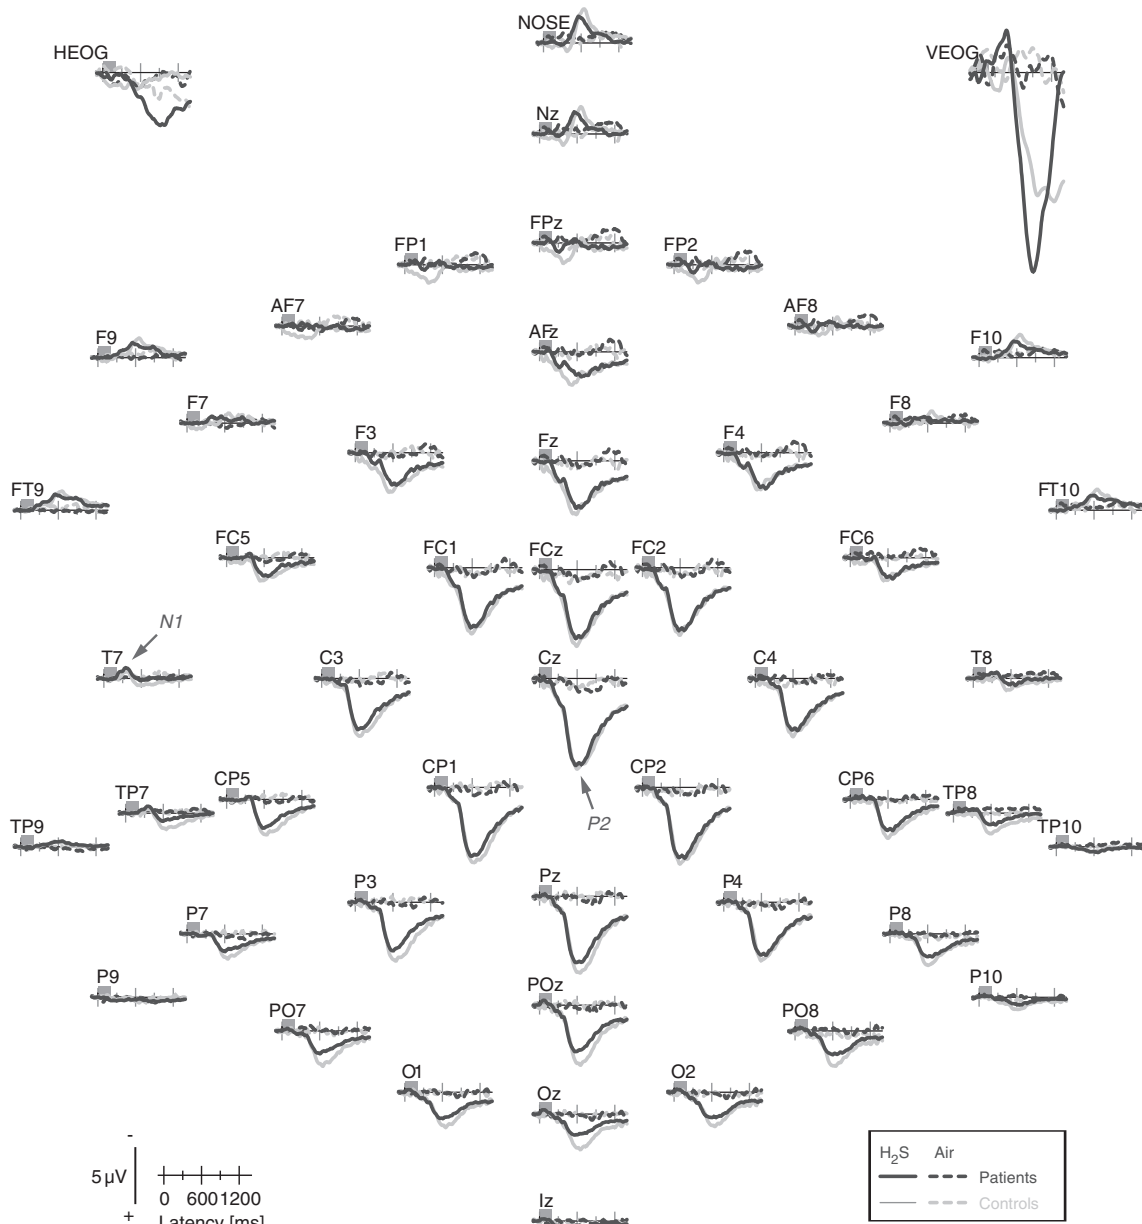 NOSE
HEOG
VEOG
Nz
FPz
FP1
FP2
AF7
AF8
F9
AFz
F10
F7
F8
F3
Fz
F4
FT9
FT10
FC5
FC1
FCz
FC2
FC6
N1
T7
C3
Cz
C4
T8
CP1
CP2
TP7
CP5
CP6
TP8
TP9
P2
TP10
P3
Pz
P4
P7
P8
P9
POz
P10
PO7
PO8
O1
O2
Oz
-
5 µV
+
0 600 1200
Latency [ms]
Iz
H2S Air
Patients
Controls